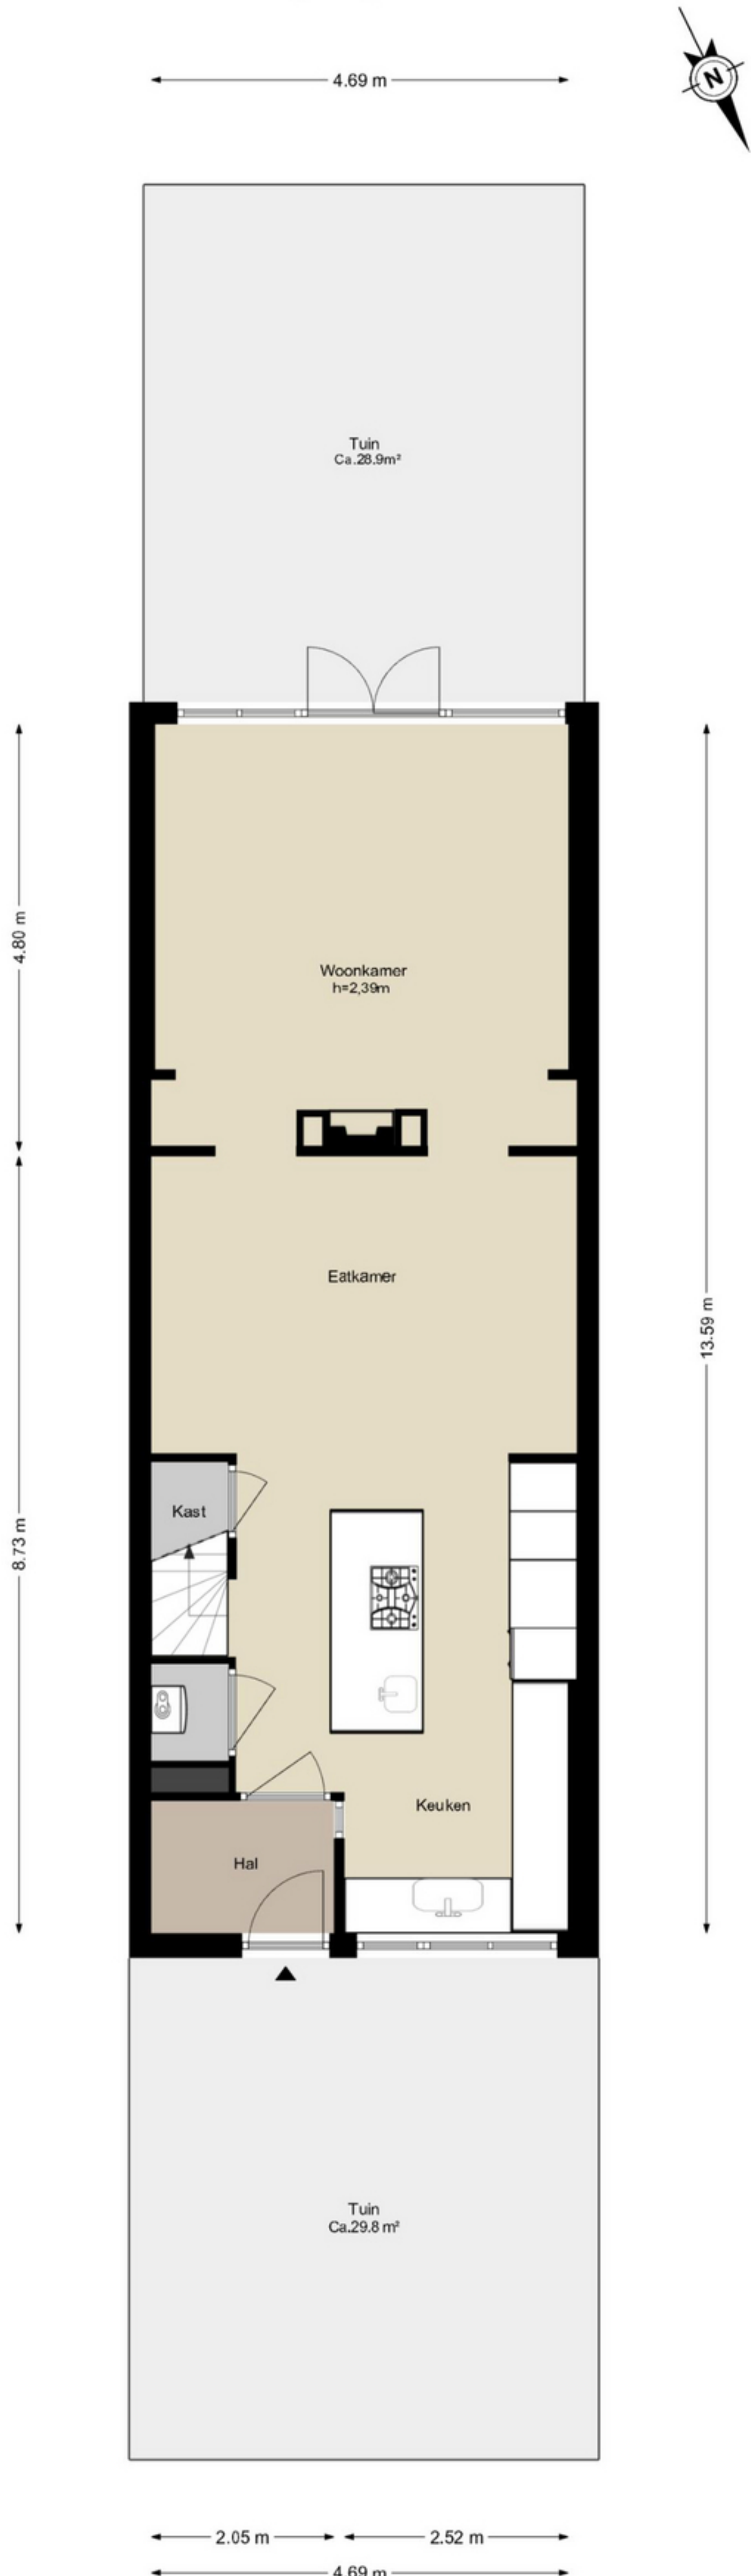 4.69 m
N
Tuin
Ca.28.9m²
4.80 m
Woonkamer
h=2,39m
Eatkamer
13.59 m
8.73 m
Kast
Keuken
Hal
Tuin
Ca.29.8 m²
2.05 m
2.52 m
4.69 m